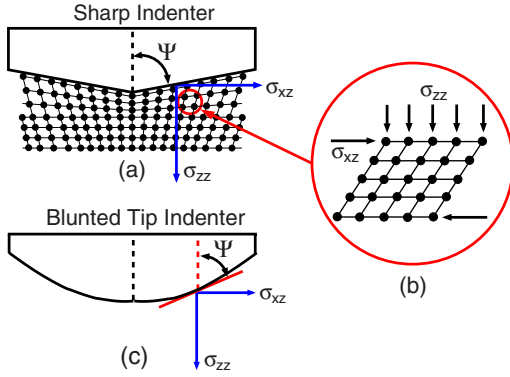 Sharp Indenter
Ψ
σxz
σzz
(a)
σzz
σxz
(b)
Blunted Tip Indenter
Ψ
σxz
σzz
(c)